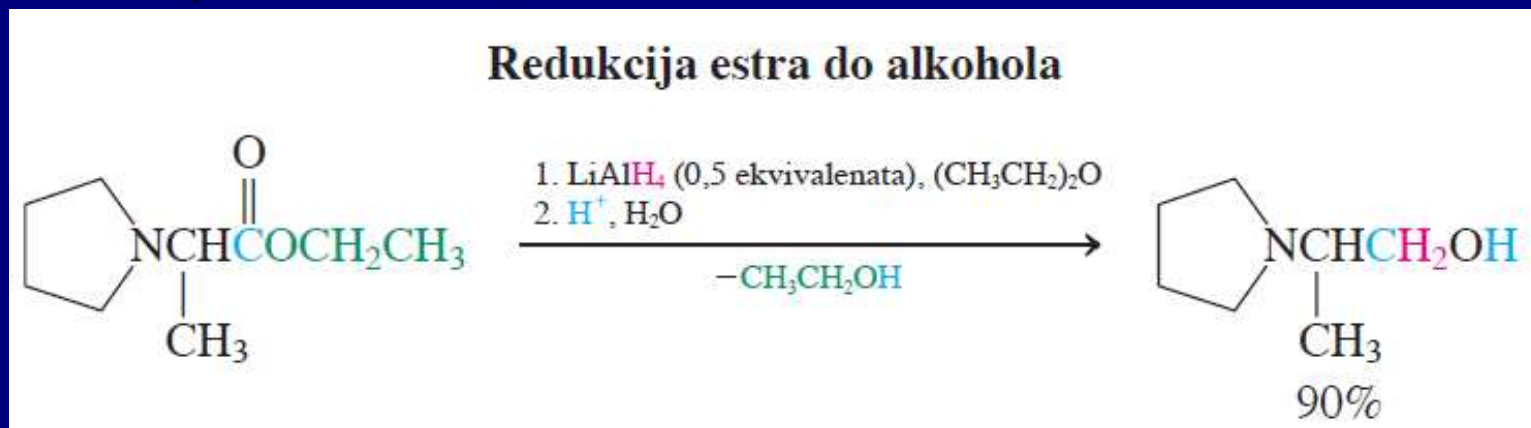 Redukcija estra do alkohola
O
NCHCOCH₂CH₃
CH₃
1. LiAlH₄ (0,5 ekvivalenata), (CH₃CH₂)₂O
2. H⁺, H₂O
−CH₃CH₂OH
NCHCH₂OH
CH₃
90%